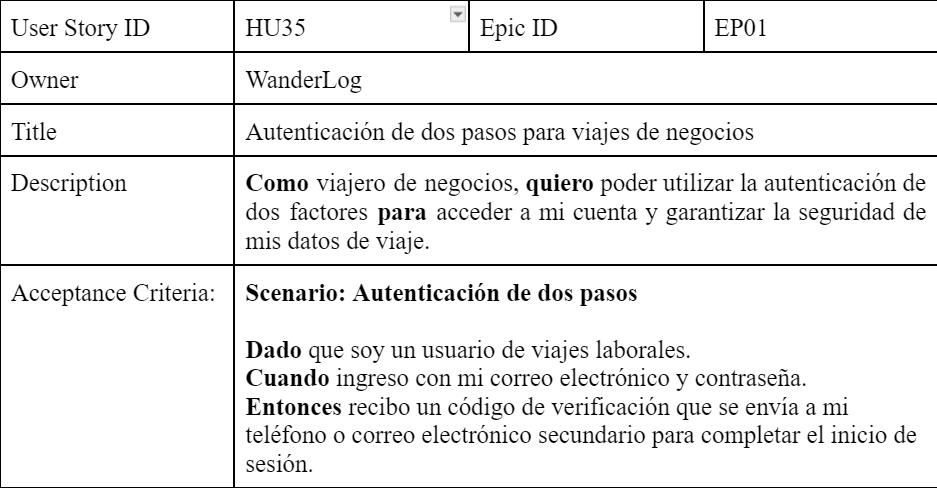 User Story ID HU35 Epic ID EP01
Owner WanderLog
Title Autenticación de dos pasos para viajes de negocios
Description Como viajero de negocios, quiero poder utilizar la autenticación de
dos factores para acceder a mi cuenta y garantizar la seguridad de
mis datos de viaje.
Acceptance Criteria: Scenario: Autenticación de dos pasos
Dado que soy un usuario de viajes laborales.
Cuando ingreso con mi correo electrónico y contraseña.
Entonces recibo un código de verificación que se envía a mi
teléfono o correo electrónico secundario para completar el inicio de
sesión.